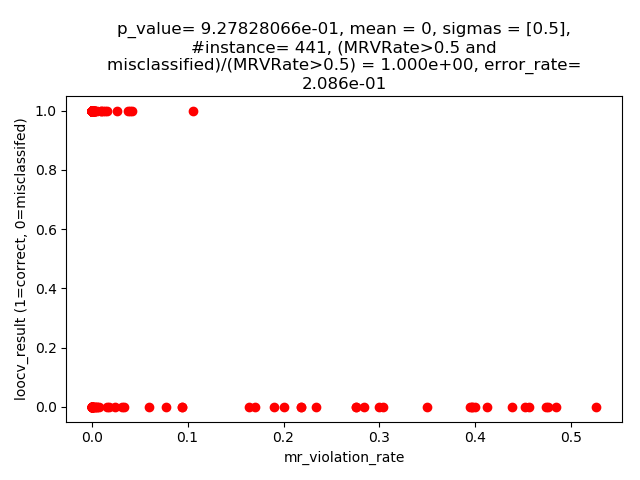 p_value= 9.27828066e-01, mean = 0, sigmas = [0.5],
#instance= 441, (MRVRate>0.5 and
misclassified)/(MRVRate>0.5) = 1.000e+00, error_rate=
2.086e-01
1.0
0.8
0.6
0.4
0.2
0.0
loocv_result (1=correct, 0=misclassifed)
0.0 0.1 0.2 0.3 0.4 0.5
mr_violation_rate